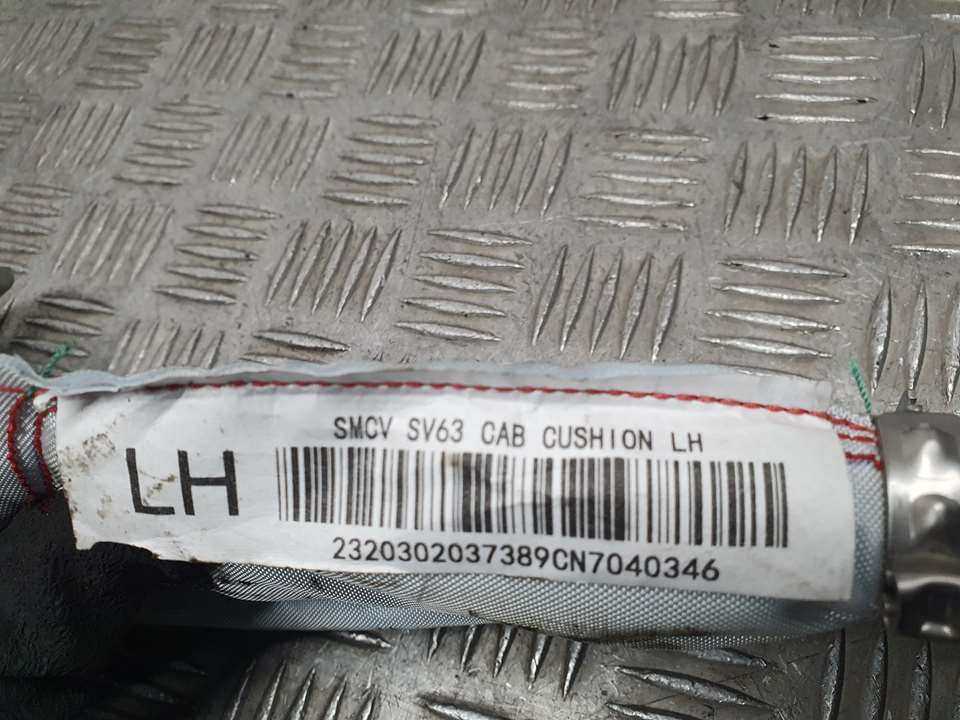 SMCV SV63 CAB CUSHION LH
LH
2320302037389CN7040346